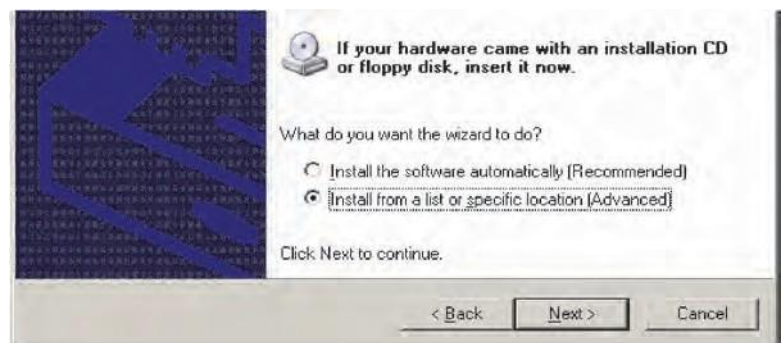 If your hardware came with an installation CD
or floppy disk, insert it now.
What do you want the wizard to do?
Install the software automatically (Recommended)
Install from a list or specific location (Advanced)
Click Next to continue.
< Back
Next >
Cancel